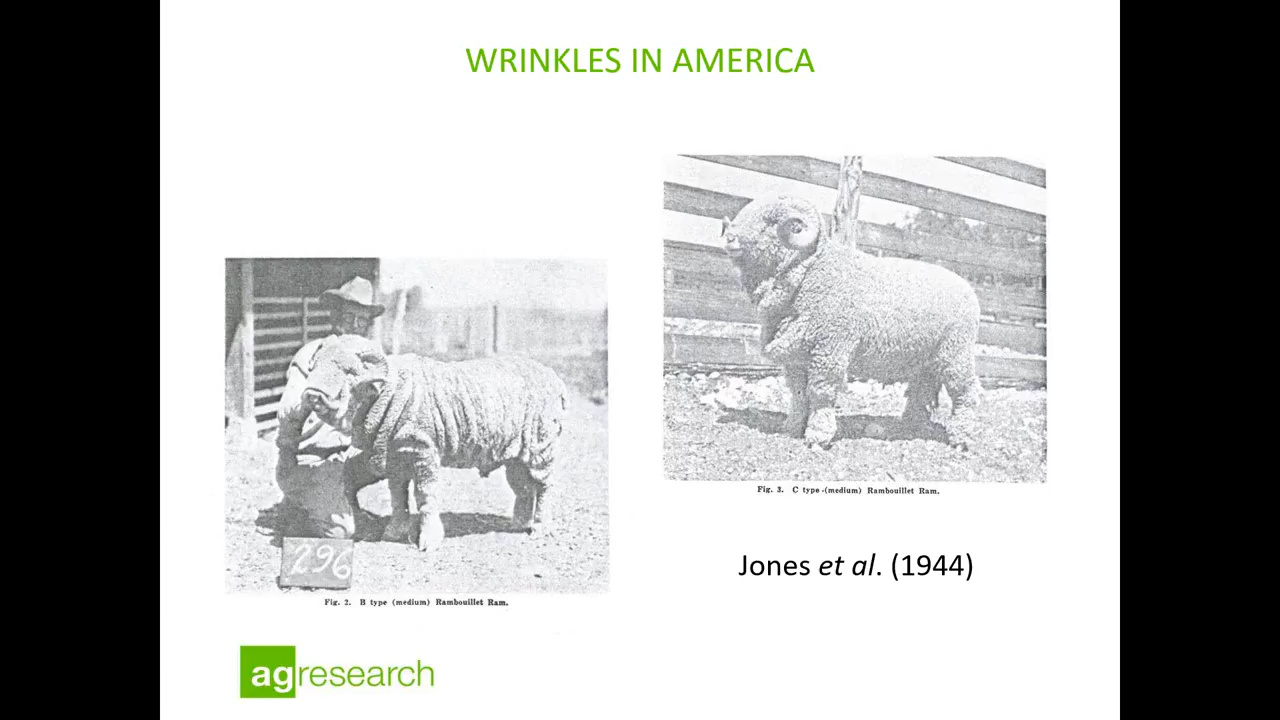 WRINKLES IN AMERICA
Fig. 3. C type-(medium) Rambouillet Ram.
296
Fig. 2. B type (medium) Rambouillet Ram.
Jones et al. (1944)
agresearch